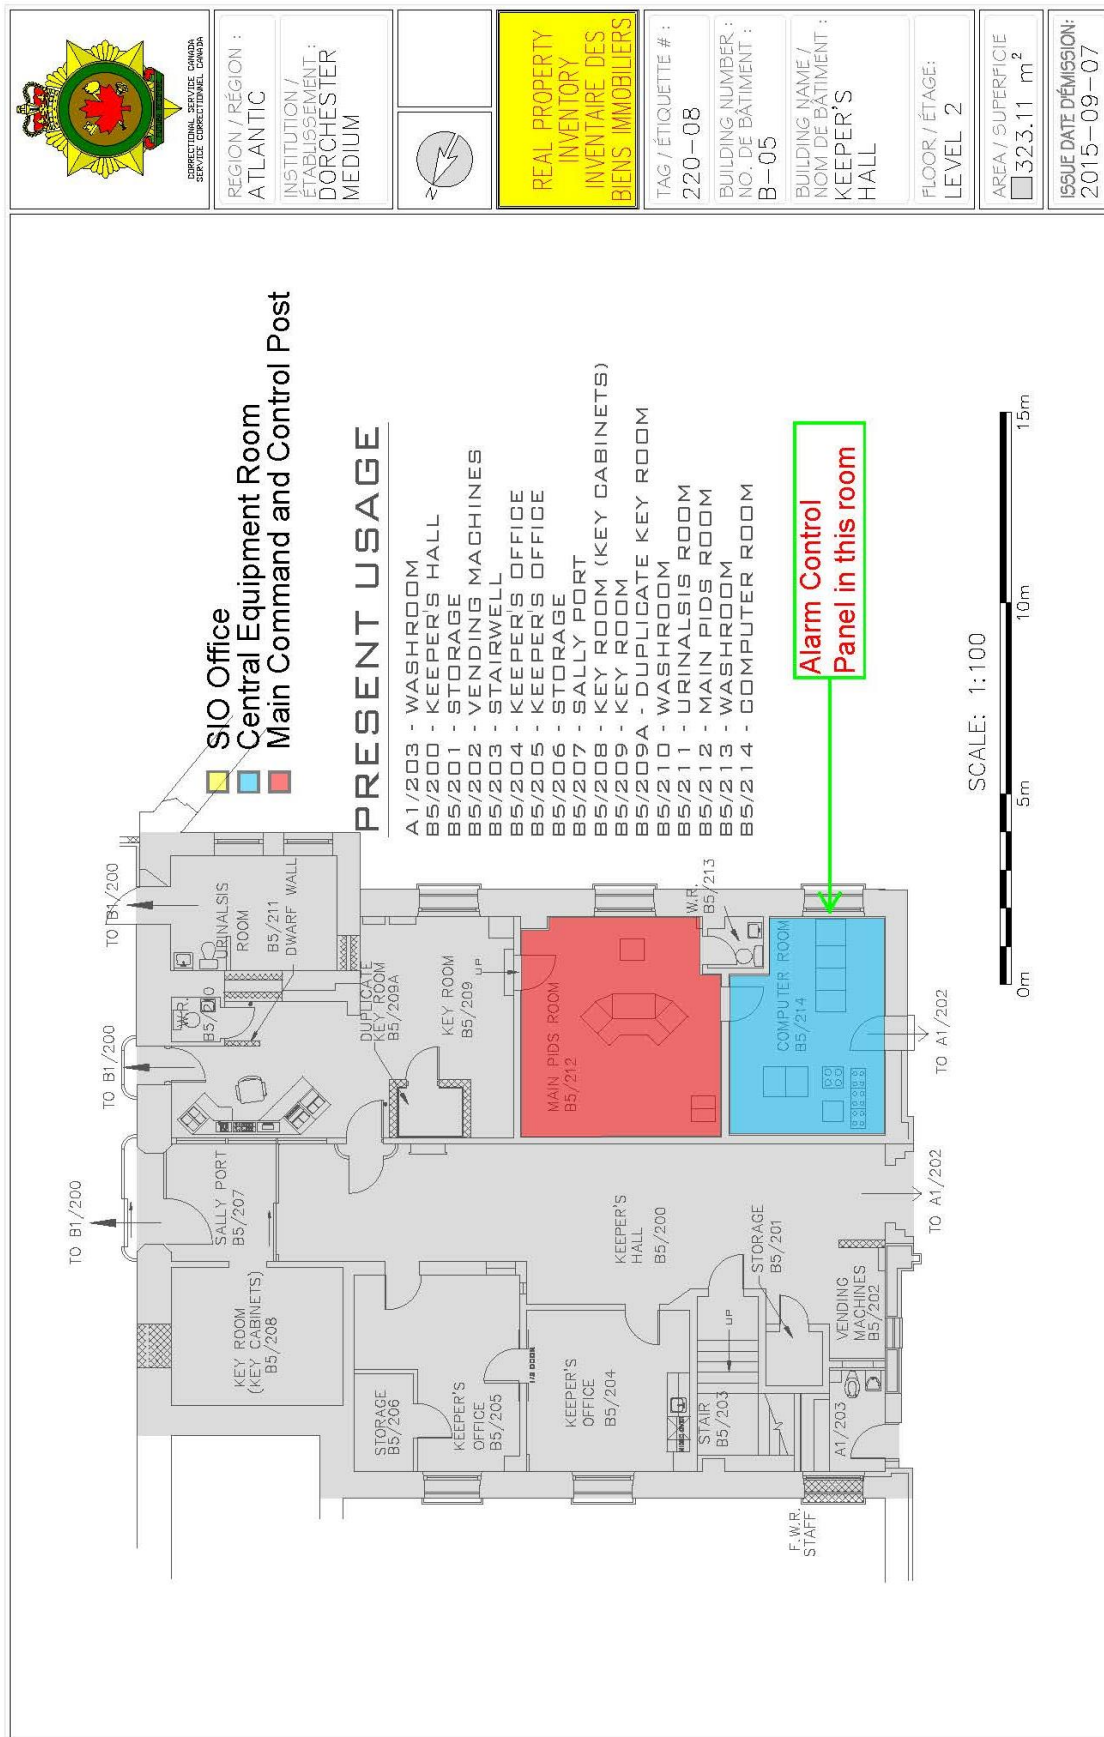 CORRECTIONAL SERVICE CANADA
SERVICE CORRECTIONNEL CANADA
REGION / RÉGION :
ATLANTIC
INSTITUTION /
ÉTABLISSEMENT :
DORCHESTER
MEDIUM
N
REAL PROPERTY
INVENTORY
INVENTAIRE DES
BIENS IMMOBILIERS
TAG / ÉTIQUETTE # :
220-08
BUILDING NUMBER :
NO. DE BÂTIMENT :
B-05
BUILDING NAME /
NOM DE BÂTIMENT :
KEEPER'S
HALL
FLOOR / ÉTAGE:
LEVEL 2
AREA / SUPERFICIE
323.11 m²
ISSUE DATE D'ÉMISSION:
2015-09-07
SIO Office
Central Equipment Room
Main Command and Control Post
PRESENT USAGE
A1/203 - WASHROOM
B5/200 - KEEPER'S HALL
B5/201 - STORAGE
B5/202 - VENDING MACHINES
B5/203 - STAIRWELL
B5/204 - KEEPER'S OFFICE
B5/205 - KEEPER'S OFFICE
B5/206 - STORAGE
B5/207 - SALLY PORT
B5/208 - KEY ROOM (KEY CABINETS)
B5/209 - KEY ROOM
B5/209A - DUPLICATE KEY ROOM
B5/210 - WASHROOM
B5/211 - URINALSIS ROOM
B5/212 - MAIN PIDS ROOM
B5/213 - WASHROOM
B5/214 - COMPUTER ROOM
Alarm Control
Panel in this room
SCALE: 1:100
0m 5m 10m 15m
TO B1/200
TO B1/200
TO B1/200
URINALSIS
ROOM
B5/211
DWARF WALL
W.R.
B5/210
DUPLICATE
KEY ROOM
B5/209A
KEY ROOM
B5/209
UP
MAIN PIDS ROOM
B5/212
W.R.
B5/213
COMPUTER ROOM
B5/214
TO A1/202
SALLY PORT
B5/207
KEY ROOM
(KEY CABINETS)
B5/208
KEEPER'S
HALL
B5/200
STORAGE
B5/201
TO A1/202
STORAGE
B5/206
KEEPER'S
OFFICE
B5/205
1/2 DOOR
KEEPER'S
OFFICE
B5/204
UP
STAIR
B5/203
VENDING
MACHINES
B5/202
A1/203
F.W.R.
STAFF